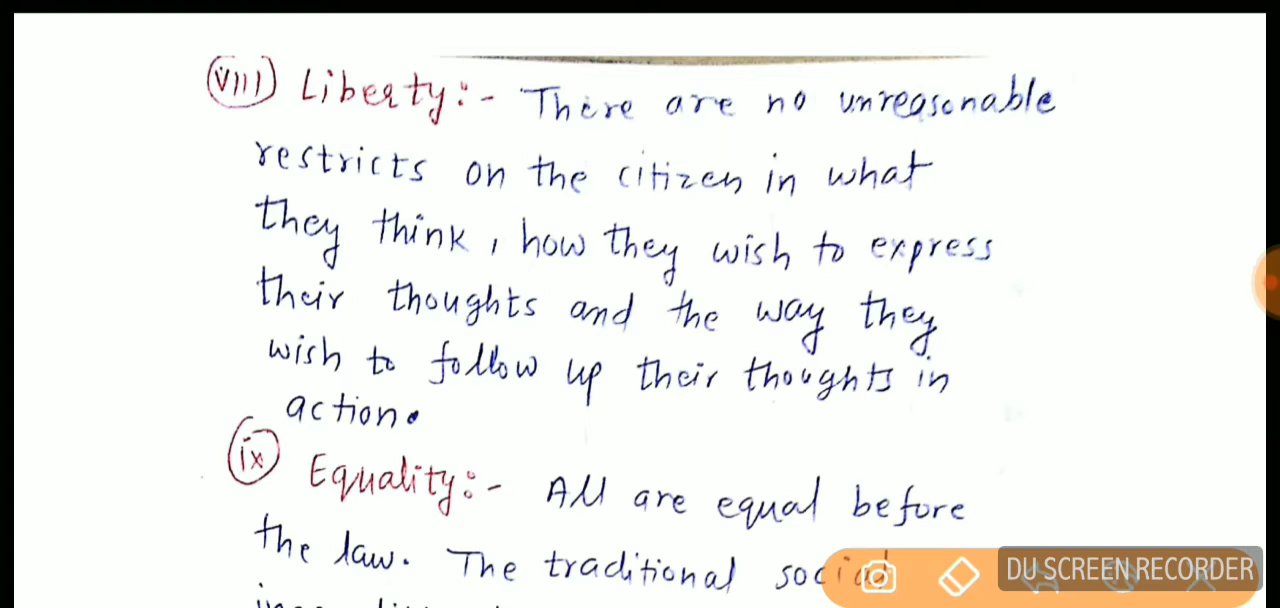 (viii) Liberty:- There are no unreasonable
restricts on the citizen in what
they think, how they wish to express
their thoughts and the way they
wish to follow up their thoughts in
action.
(ix) Equality:- All are equal before
the law. The traditional social
DU SCREEN RECORDER